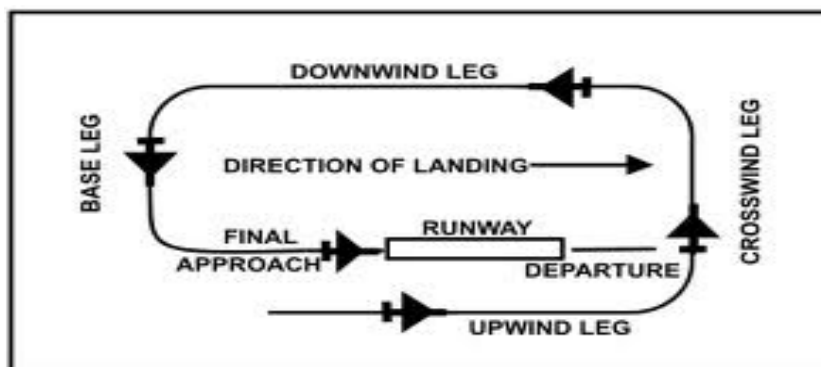 DOWNWIND LEG
BASE LEG
CROSSWIND LEG
DIRECTION OF LANDING
FINAL
APPROACH
RUNWAY
DEPARTURE
UPWIND LEG